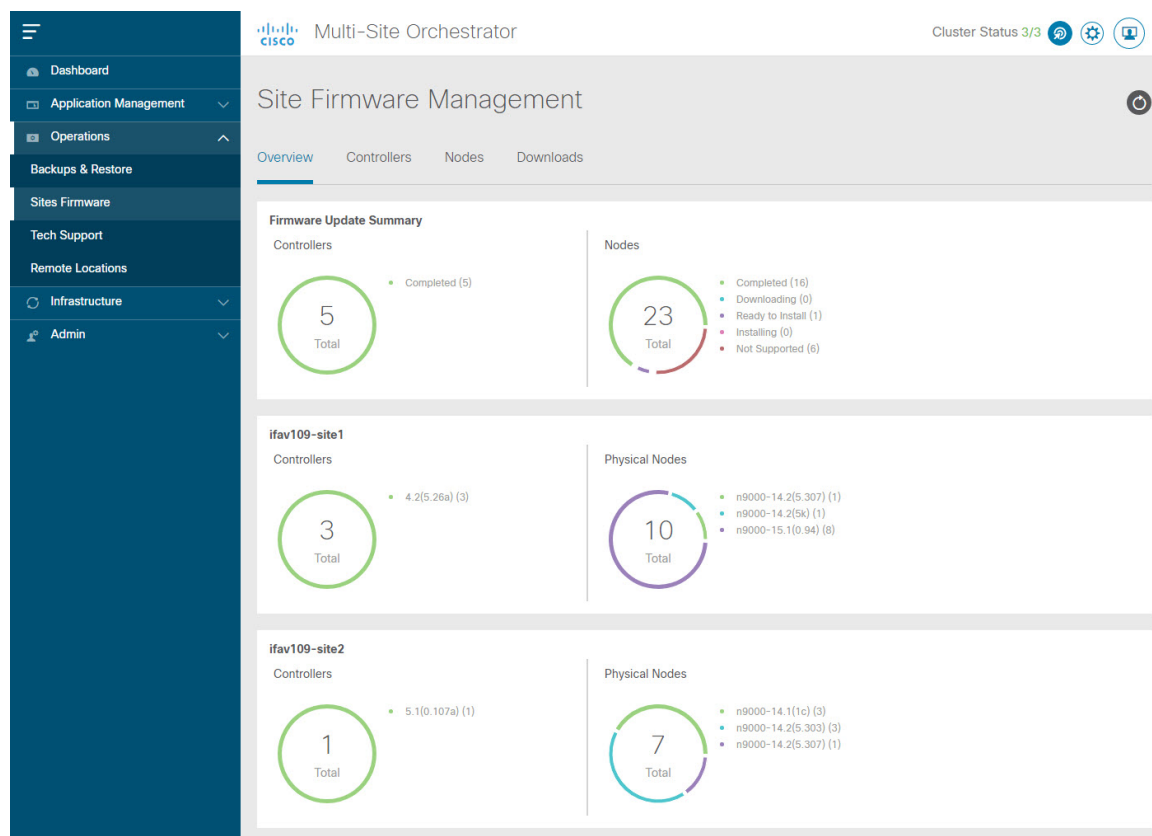 CISCO Multi-Site Orchestrator
Cluster Status 3/3
Dashboard
Application Management
Operations
Backups & Restore
Sites Firmware
Tech Support
Remote Locations
Infrastructure
Admin
Site Firmware Management
Overview Controllers Nodes Downloads
Firmware Update Summary
Controllers
5
Total
Completed (5)
Nodes
23
Total
Completed (16)
Downloading (0)
Ready to Install (1)
Installing (0)
Not Supported (6)
ifav109-site1
Controllers
3
Total
4.2(5.26a) (3)
Physical Nodes
10
Total
n9000-14.2(5.307) (1)
n9000-14.2(5k) (1)
n9000-15.1(0.94) (8)
ifav109-site2
Controllers
1
Total
5.1(0.107a) (1)
Physical Nodes
7
Total
n9000-14.1(1c) (3)
n9000-14.2(5.303) (3)
n9000-14.2(5.307) (1)